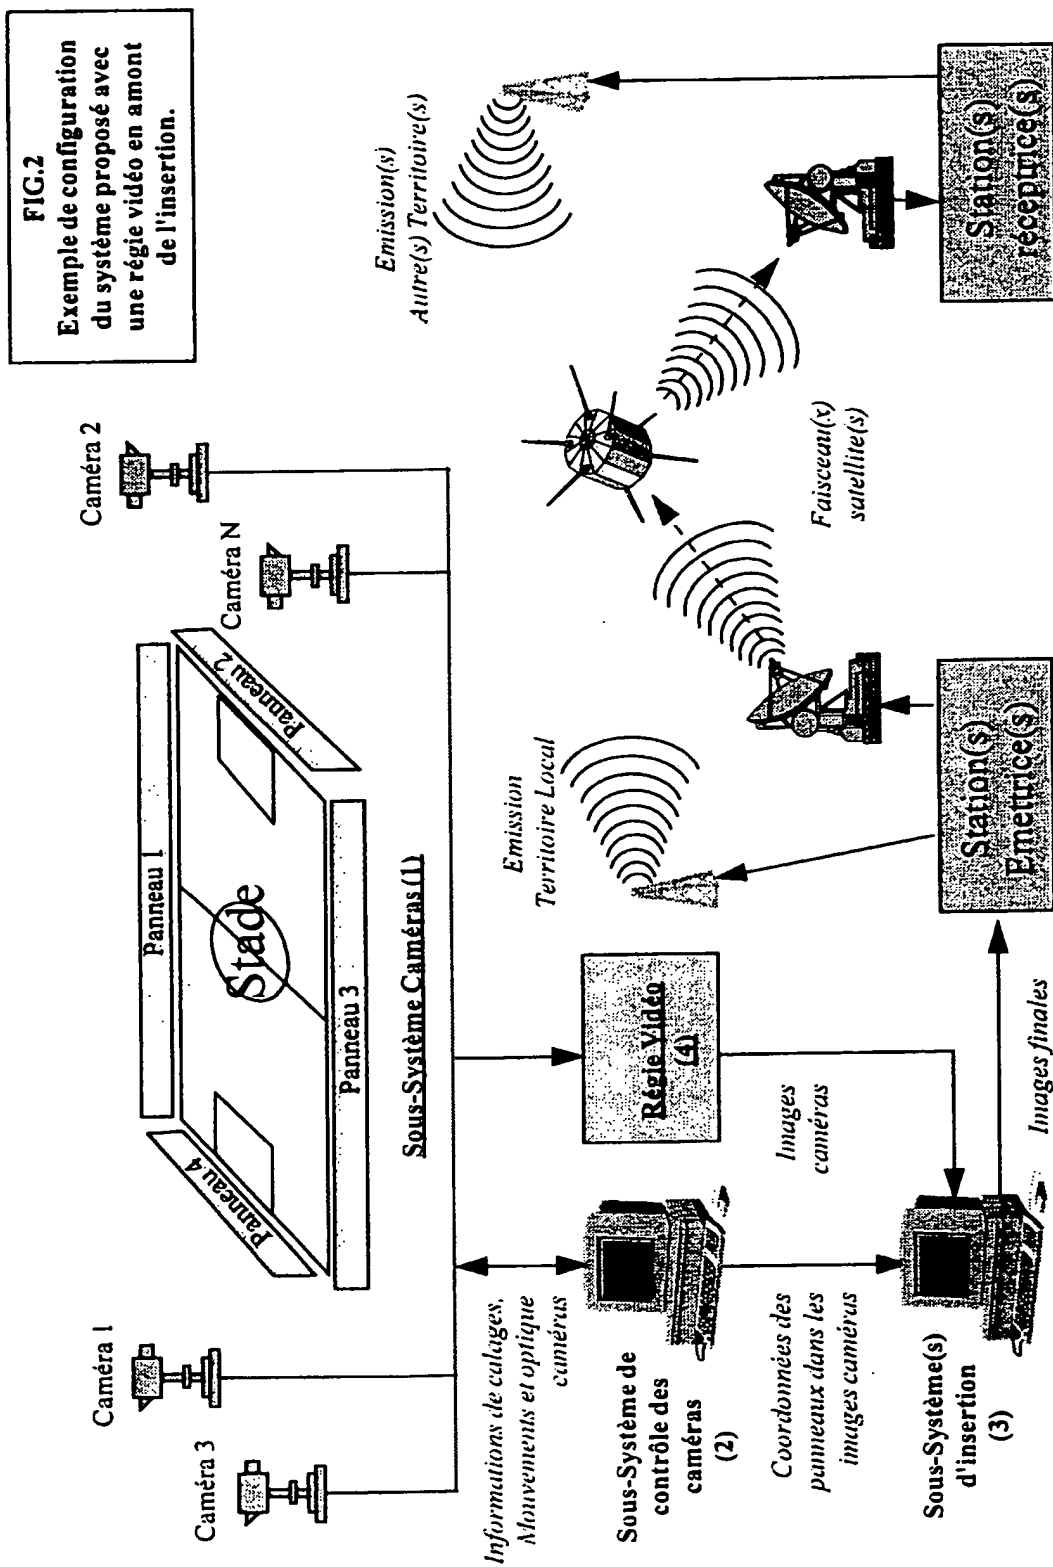 FIG.2
Exemple de configuration
du système proposé avec
une régie vidéo en amont
de l'insertion.
Caméra 1
Caméra 3
Caméra 2
Caméra N
Panneau 1
Panneau 4
Stade
Panneau 2
Panneau 3
Sous-Système Caméras (1)
Informations de calages,
Mouvements et optique
caméras
Sous-Système de
contrôle des
caméras
(2)
Régie Vidéo
(4)
Coordonnées des
panneaux dans les
images caméras
Images
caméras
Sous-Système(s)
d'insertion
(3)
Images finales
Emission
Territoire Local
Station(s)
Emettrice(s)
Faisceau(x)
satellite(s)
Emission(s)
Autre(s) Territoire(s)
Station(s)
réceptrice(s)